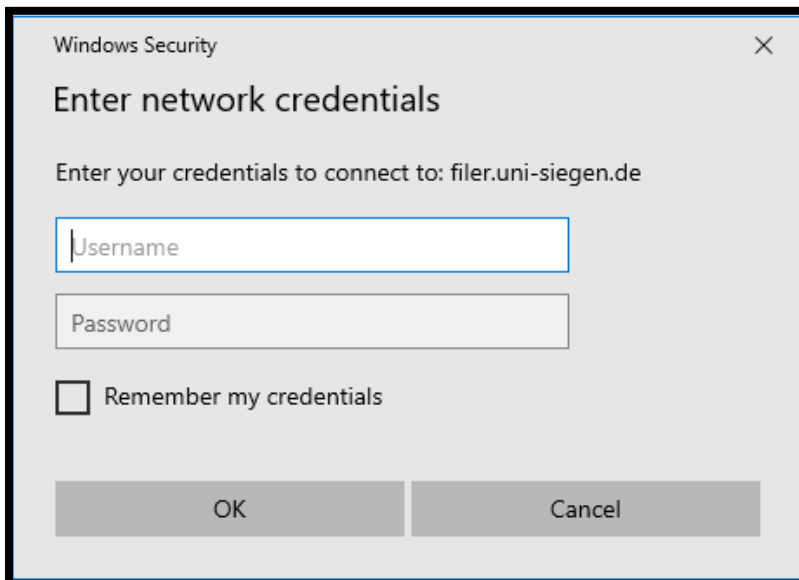 Windows Security
Enter network credentials
Enter your credentials to connect to: filer.uni-siegen.de
Username
Password
Remember my credentials
OK
Cancel